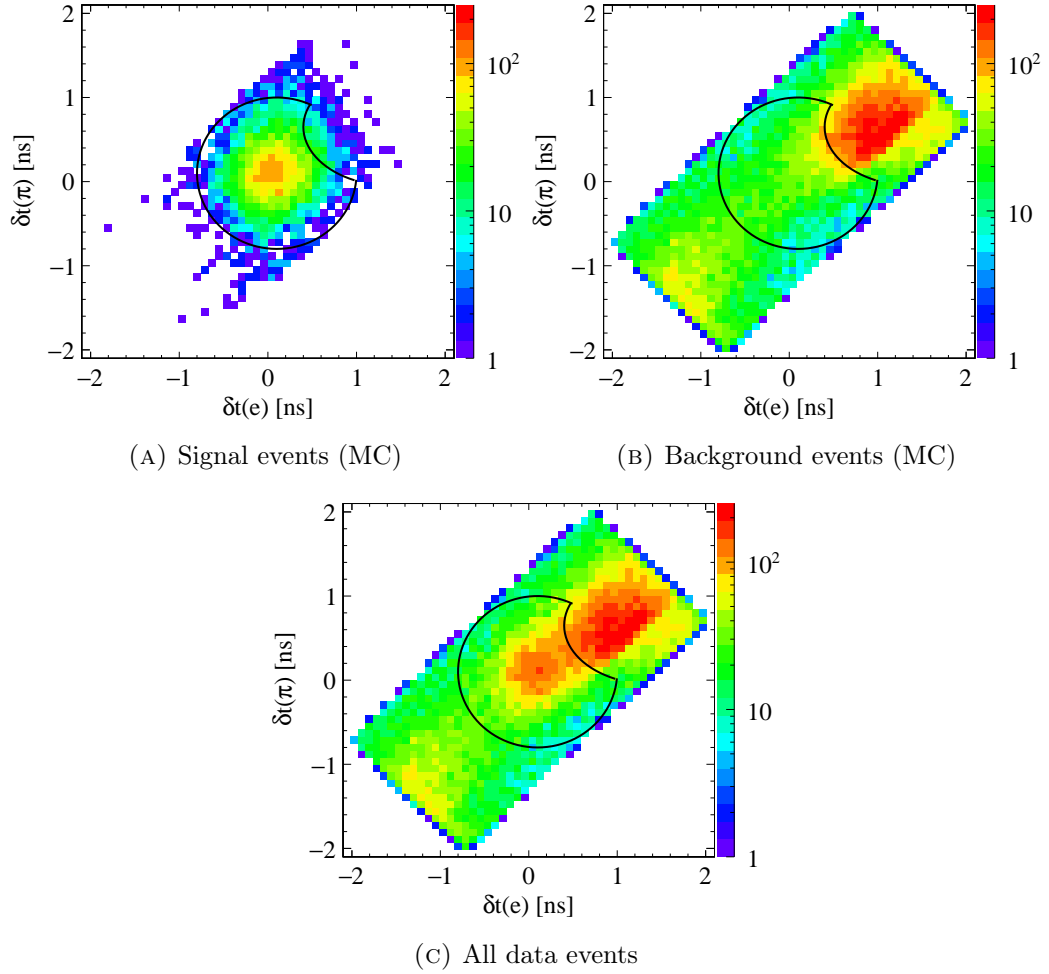 2
1
0
−1
−2
δt(π) [ns]
−2 −1 0 1 2
δt(e) [ns]
10²
10
1
(A) Signal events (MC)
2
1
0
−1
−2
δt(π) [ns]
−2 −1 0 1 2
δt(e) [ns]
10²
10
1
(B) Background events (MC)
2
1
0
−1
−2
δt(π) [ns]
−2 −1 0 1 2
δt(e) [ns]
10²
10
1
(C) All data events